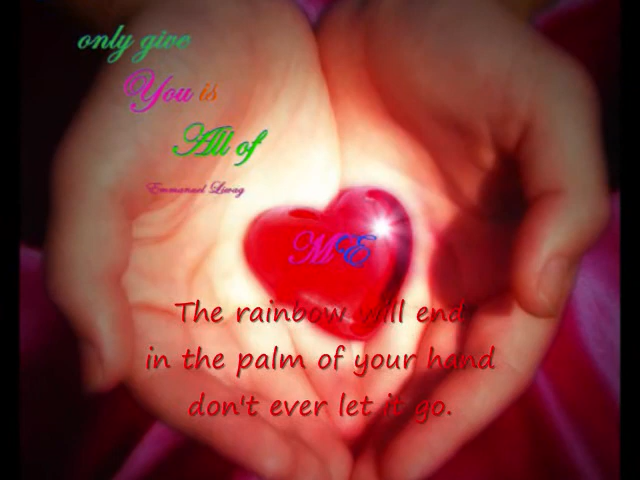 only give
You is
All of
Emmanuel Liwag
ME
The rainbow will end
in the palm of your hand
don't ever let it go.